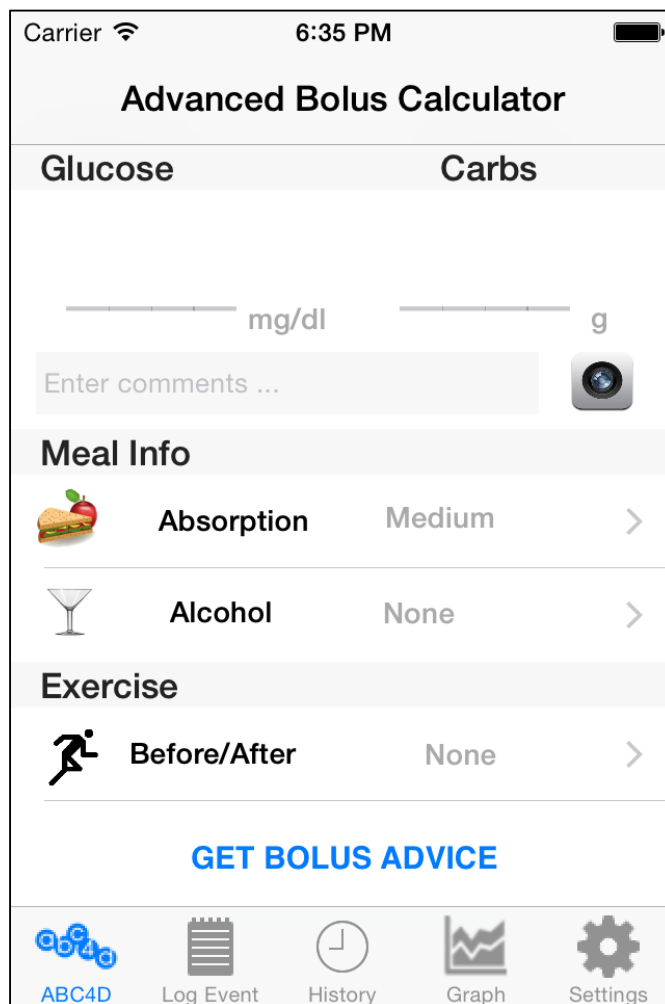 Carrier 6:35 PM
Advanced Bolus Calculator
Glucose Carbs
mg/dl g
Enter comments ...
Meal Info
Absorption Medium
Alcohol None
Exercise
Before/After None
GET BOLUS ADVICE
abc4d
ABC4D Log Event History Graph Settings